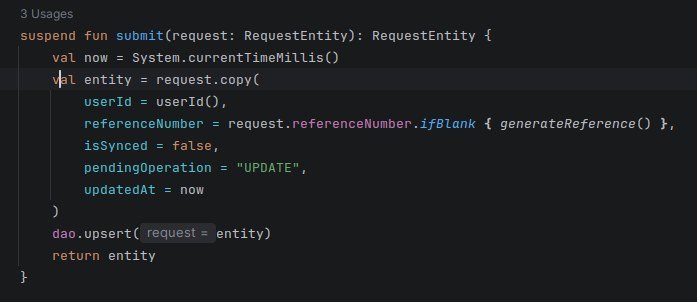 3 Usages
suspend fun submit(request: RequestEntity): RequestEntity {
    val now = System.currentTimeMillis()
    val entity = request.copy(
        userId = userId(),
        referenceNumber = request.referenceNumber.ifBlank { generateReference() },
        isSynced = false,
        pendingOperation = "UPDATE",
        updatedAt = now
    )
    dao.upsert( request = entity)
    return entity
}